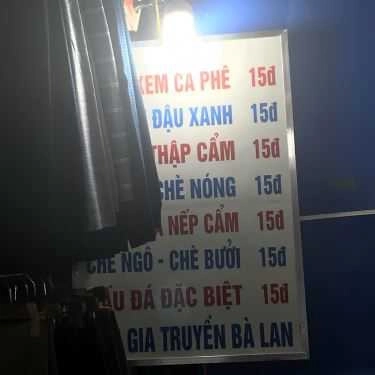 KEM CA PHÊ 15đ
ĐẬU XANH 15đ
THẬP CẨM 15đ
CHÈ NÓNG 15đ
NẾP CẨM 15đ
CHÈ NGÔ - CHÈ BƯỞI 15đ
ĐÁ ĐẶC BIỆT 15đ
GIA TRUYỀN BÀ LAN